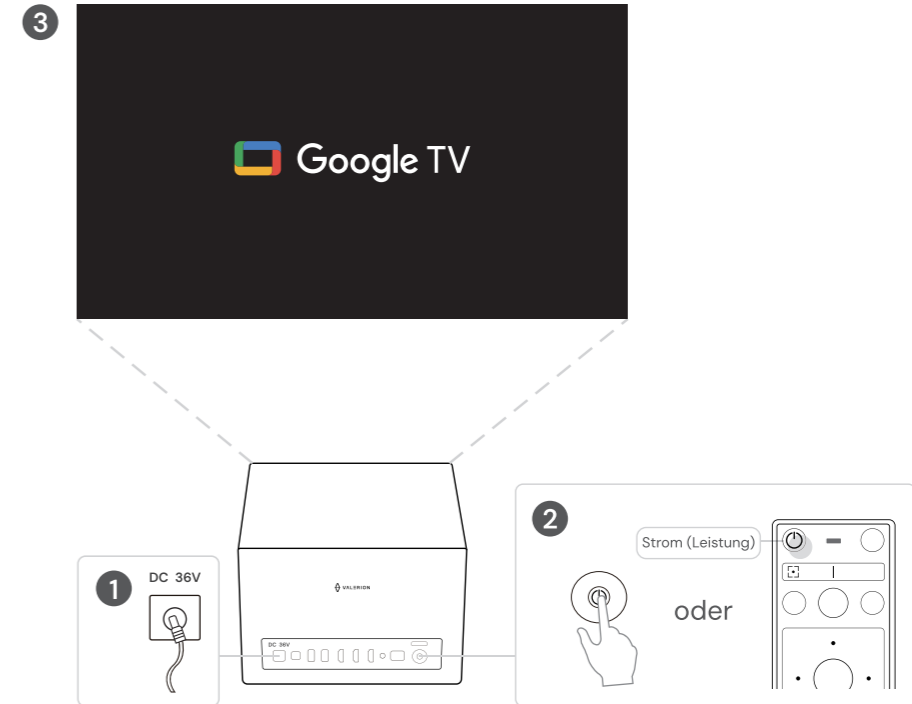 3
Google TV
2
Strom (Leistung)
1
DC 36V
oder
VALERION
DC 36V